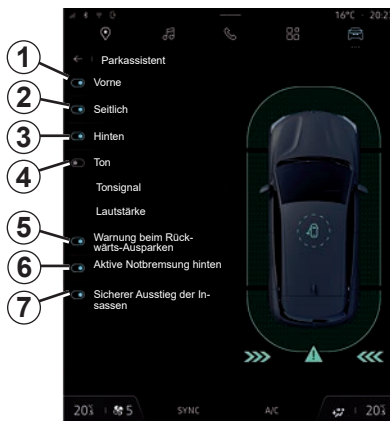 16°C · 20:2
← Parkassistent
1
Vorne
2
Seitlich
3
Hinten
4
Ton
Tonsignal
Lautstärke
5
Warnung beim Rück-
wärts-Ausparken
6
Aktive Notbremsung hinten
7
Sicherer Ausstieg der In-
sassen
>>> <<<
5 SYNC A/C